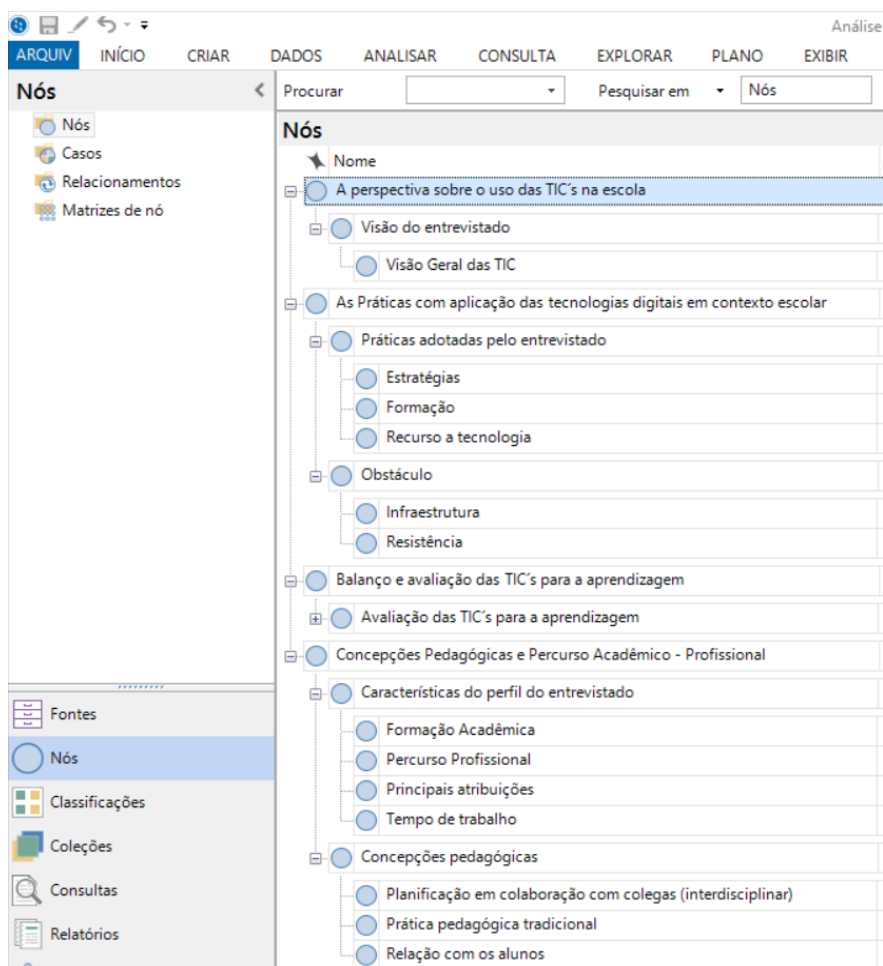 Análise
ARQUIV INÍCIO CRIAR DADOS ANALISAR CONSULTA EXPLORAR PLANO EXIBIR
Nós
Nós
Casos
Relacionamentos
Matrizes de nó
Fontes
Nós
Classificações
Coleções
Consultas
Relatórios
Procurar Pesquisar em Nós
Nós
Nome
A perspectiva sobre o uso das TIC´s na escola
Visão do entrevistado
Visão Geral das TIC
As Práticas com aplicação das tecnologias digitais em contexto escolar
Práticas adotadas pelo entrevistado
Estratégias
Formação
Recurso a tecnologia
Obstáculo
Infraestrutura
Resistência
Balanço e avaliação das TIC´s para a aprendizagem
Avaliação das TIC´s para a aprendizagem
Concepções Pedagógicas e Percurso Acadêmico - Profissional
Características do perfil do entrevistado
Formação Acadêmica
Percurso Profissional
Principais atribuições
Tempo de trabalho
Concepções pedagógicas
Planificação em colaboração com colegas (interdisciplinar)
Prática pedagógica tradicional
Relação com os alunos